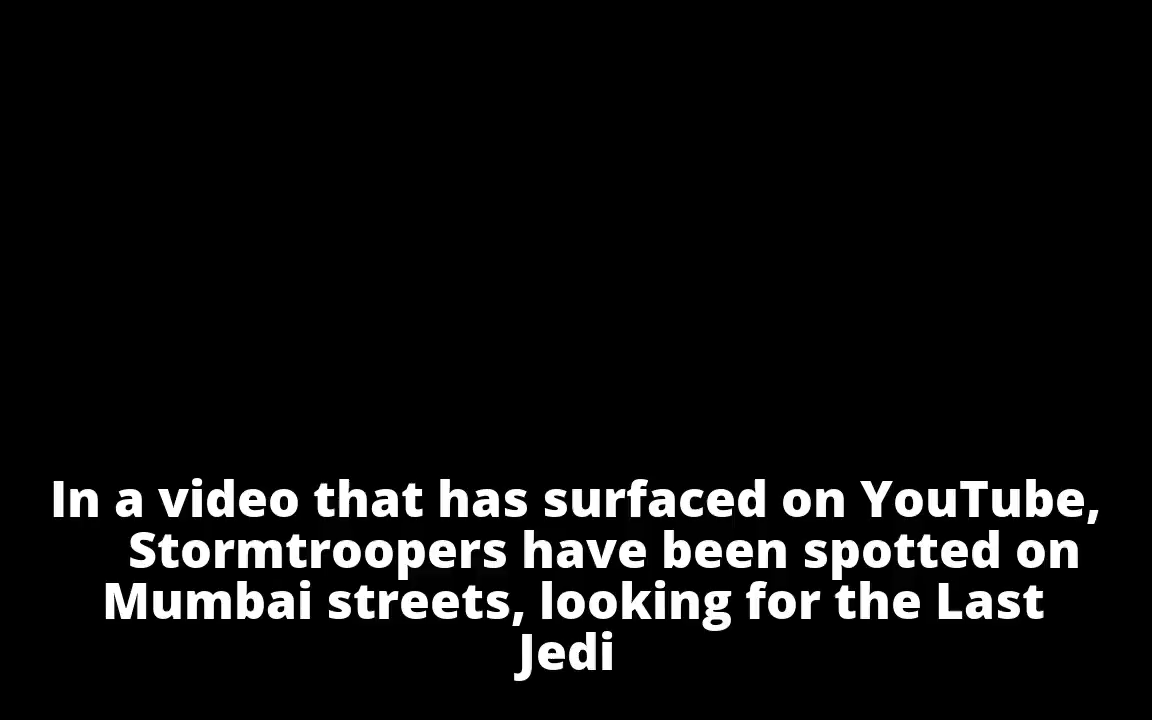 In a video that has surfaced on YouTube,
Stormtroopers have been spotted on
Mumbai streets, looking for the Last
Jedi